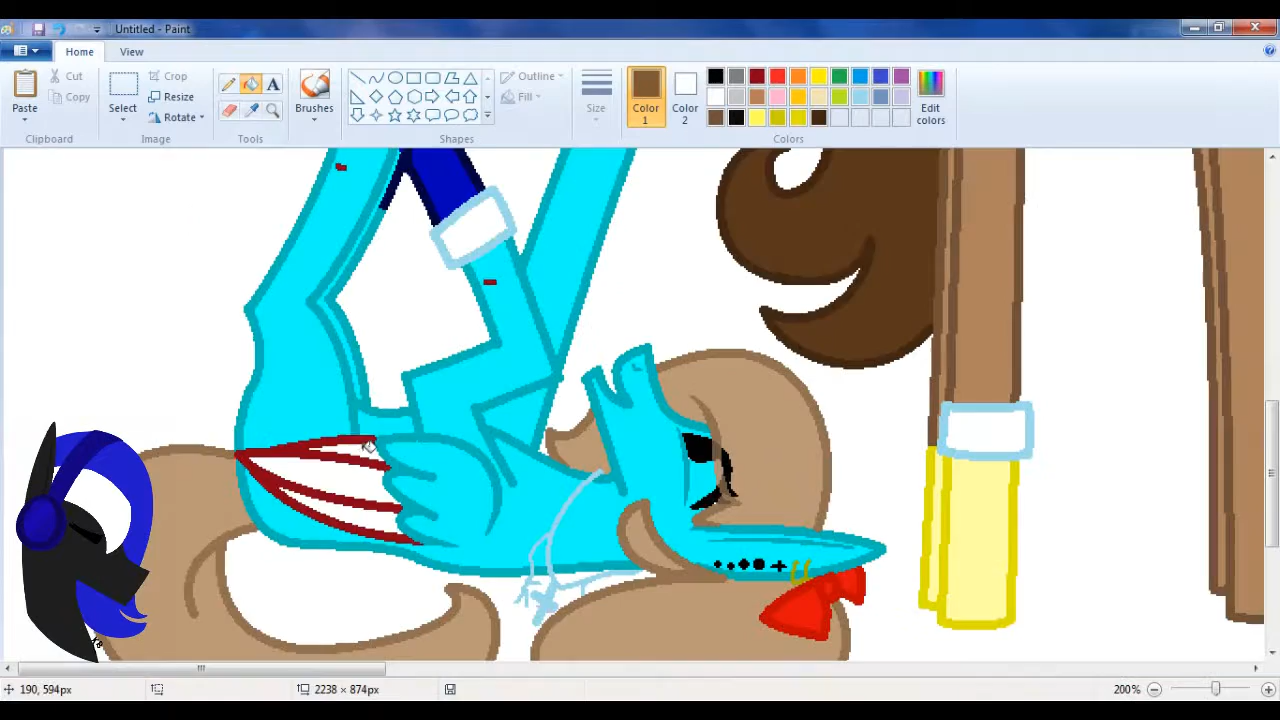 Untitled - Paint
Home View
Paste
Cut
Copy
Clipboard
Select
Crop
Resize
Rotate
Image
A
Tools
Brushes
Outline
Fill
Shapes
Size
Color 1
Color 2
Edit colors
Colors
190, 594px
2238 × 874px
200%